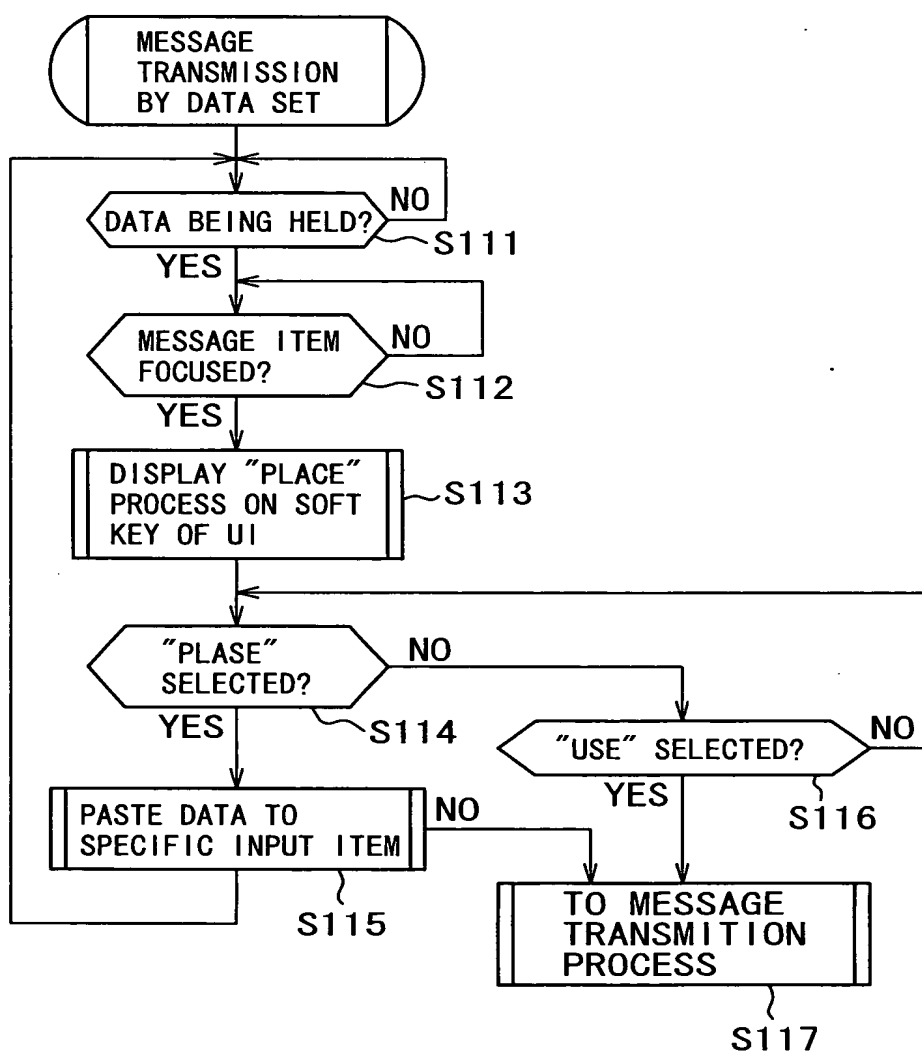 MESSAGE
TRANSMISSION
BY DATA SET
NO
DATA BEING HELD?
S111
YES
MESSAGE ITEM
FOCUSED?
NO
S112
YES
DISPLAY "PLACE"
PROCESS ON SOFT
KEY OF UI
S113
"PLASE"
SELECTED?
NO
S114
YES
"USE" SELECTED?
NO
S116
YES
PASTE DATA TO
SPECIFIC INPUT ITEM
NO
S115
TO MESSAGE
TRANSMITION
PROCESS
S117